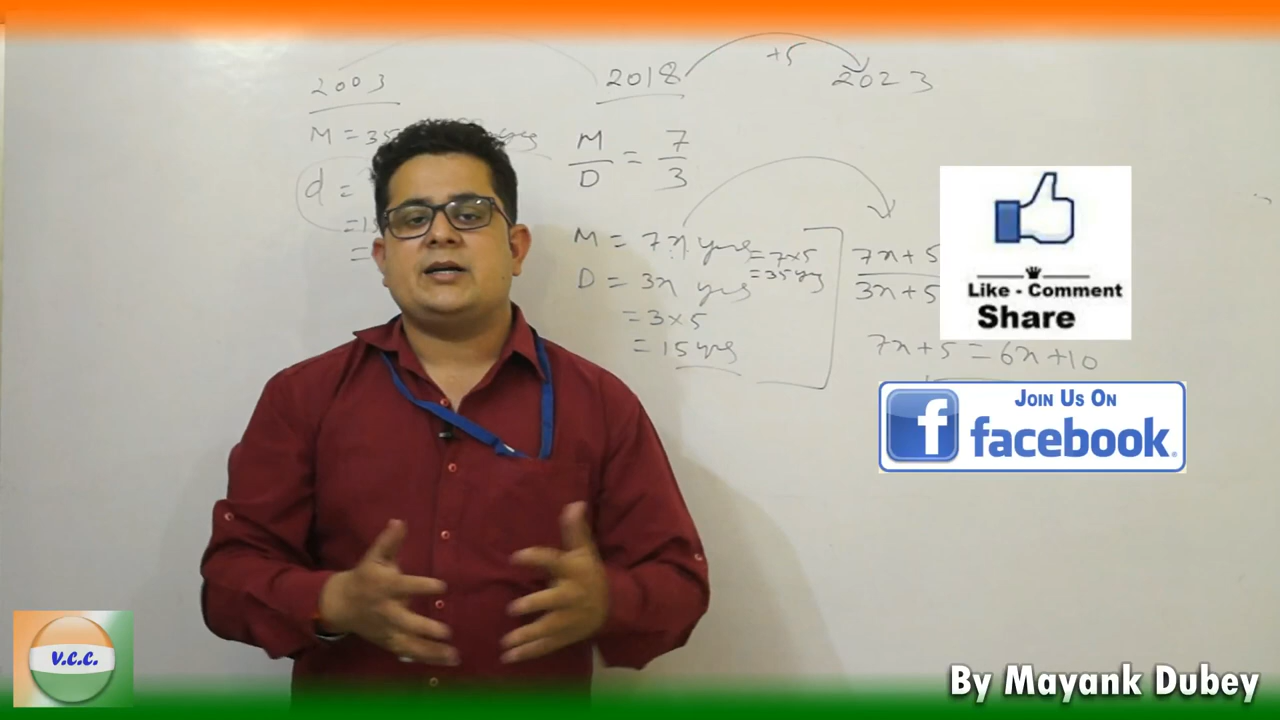 2003
2018
+5
2023
M = 35
M/D = 7/3
d =
M = 7x yrs = 7×5
= 35 yrs
D = 3x yrs
= 3×5
= 15 yrs
7x+5
3x+5
7x+5 = 6x+10
Like - Comment
Share
JOIN US ON
facebook
V.C.C.
By Mayank Dubey